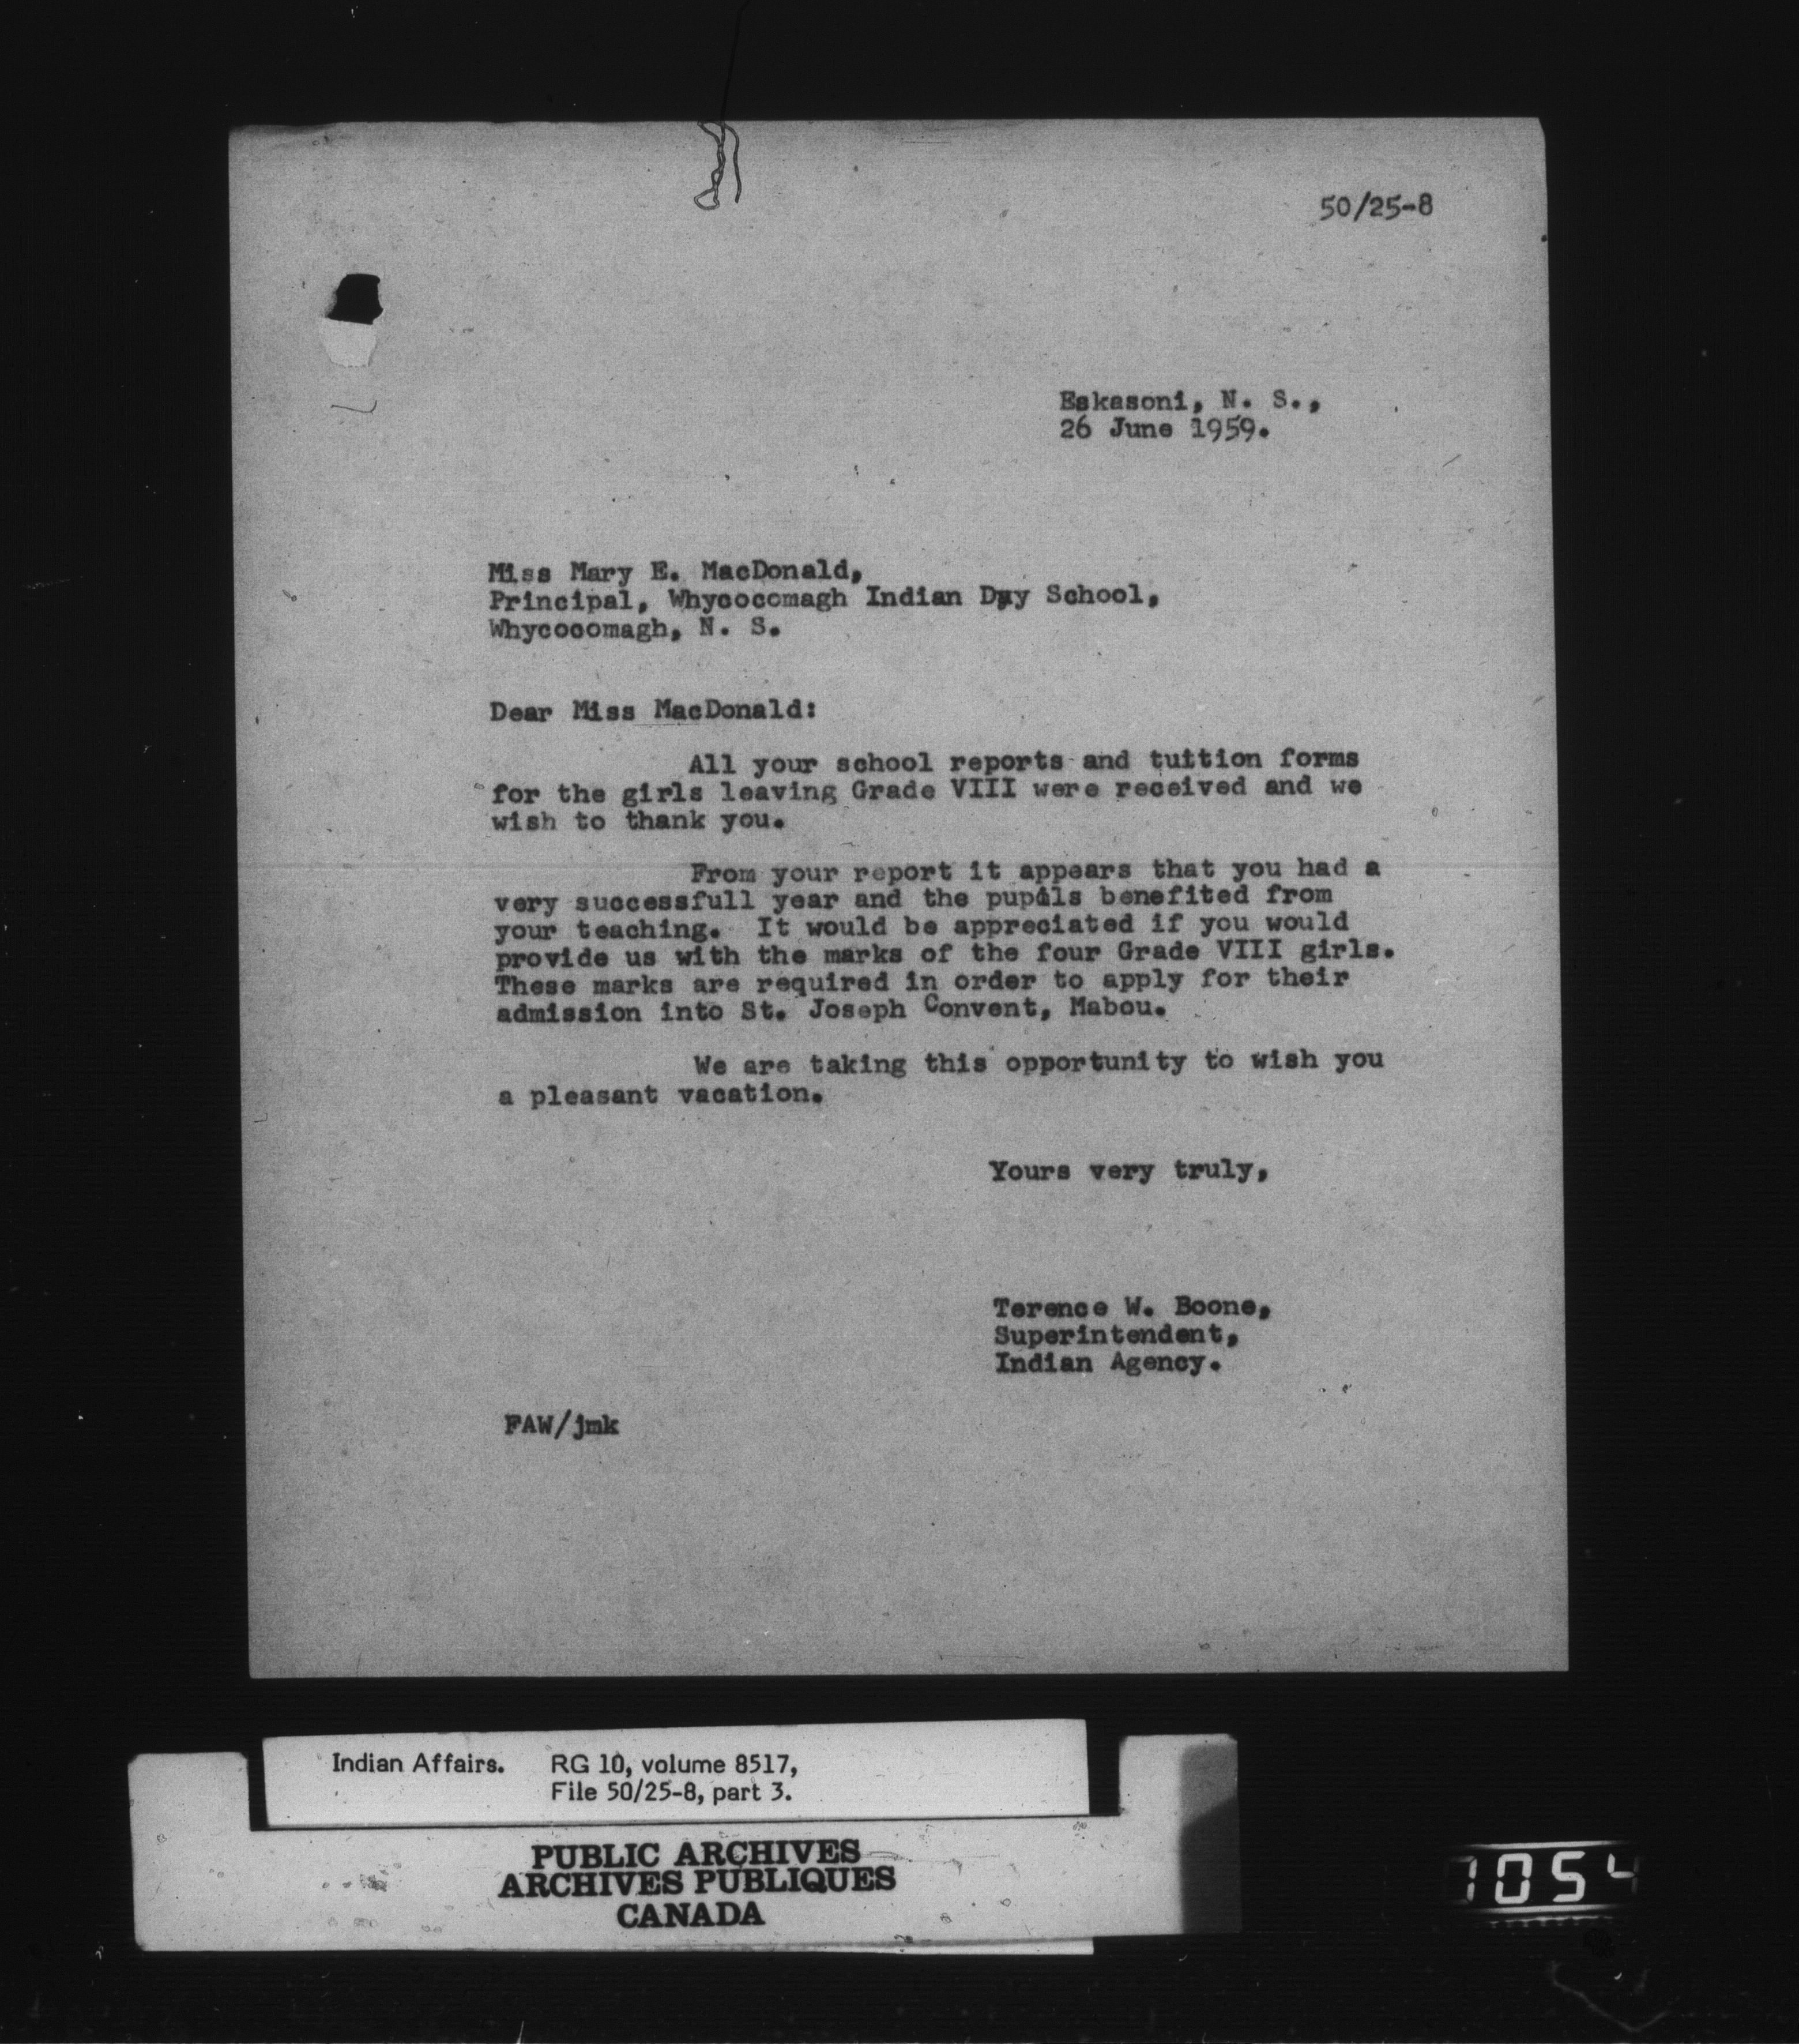 50/25-8
Eskasoni, N. S.,
26 June 1959.
Miss Mary E. MacDonald,
Principal, Whycocomagh Indian Day School,
Whycocomagh, N. S.
Dear Miss MacDonald:
All your school reports and tuition forms
for the girls leaving Grade VIII were received and we
wish to thank you.
From your report it appears that you had a
very successfull year and the pupils benefited from
your teaching. It would be appreciated if you would
provide us with the marks of the four Grade VIII girls.
These marks are required in order to apply for their
admission into St. Joseph Convent, Mabou.
We are taking this opportunity to wish you
a pleasant vacation.
Yours very truly,
Terence W. Boone,
Superintendent,
Indian Agency.
FAW/jmk
Indian Affairs. RG 10, volume 8517,
File 50/25-8, part 3.
PUBLIC ARCHIVES
ARCHIVES PUBLIQUES
CANADA
1054